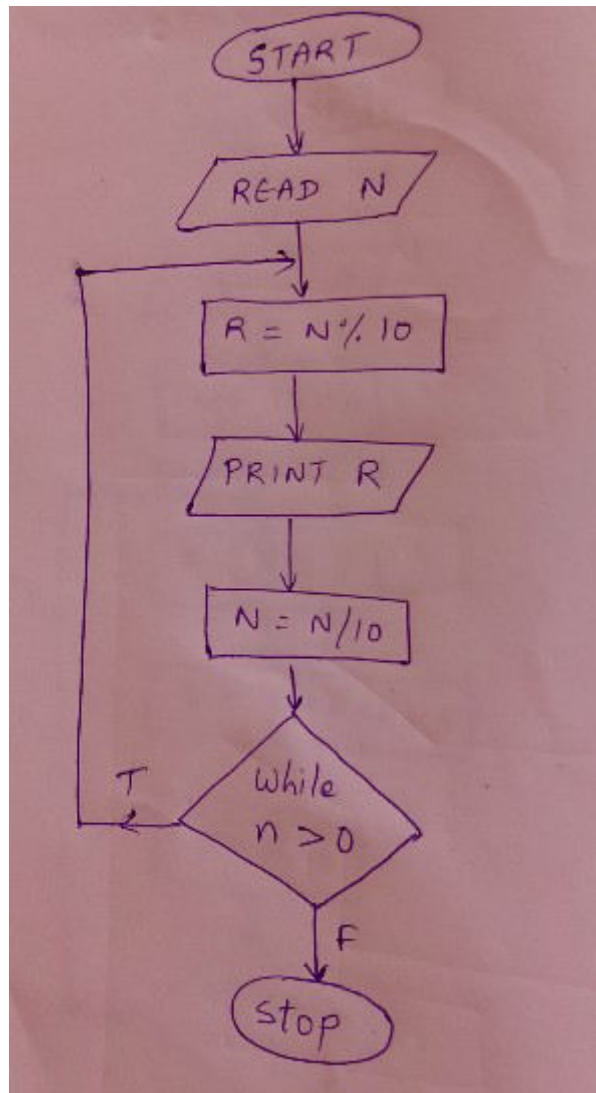 START
READ N
R = N % 10
PRINT R
N = N/10
T
while
n > 0
F
stop